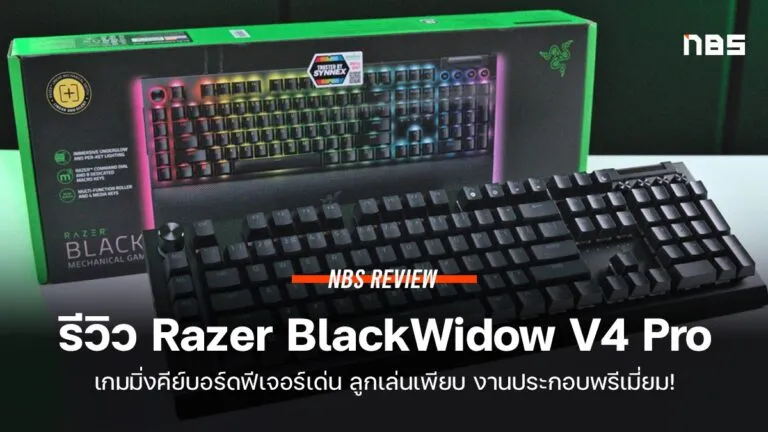 nBS
TRUSTED BY
SYNNEX
IMMERSIVE UNDERGLOW
AND PER-KEY LIGHTING
RAZER™ COMMAND DIAL
AND 8 DEDICATED
MACRO KEYS
MULTI-FUNCTION ROLLER
AND 4 MEDIA KEYS
RAZER
BLACK
MECHANICAL GAM
NBS REVIEW
รีวิว Razer BlackWidow V4 Pro
เกมมิ่งคีย์บอร์ดฟีเจอร์เด่น ลูกเล่นเพียบ งานประกอบพรีเมี่ยม!